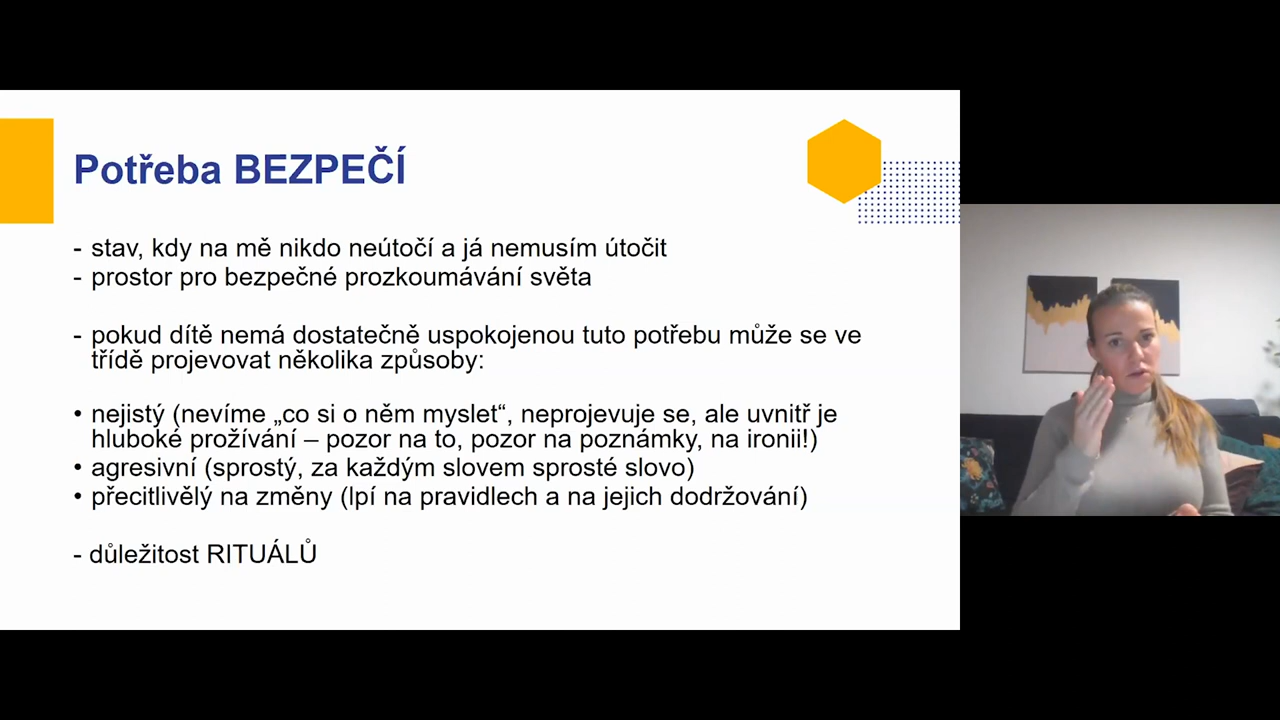 Potřeba BEZPEČÍ
- stav, kdy na mě nikdo neútočí a já nemusím útočit
- prostor pro bezpečné prozkoumávání světa
- pokud dítě nemá dostatečně uspokojenou tuto potřebu může se ve
třídě projevovat několika způsoby:
• nejistý (nevíme „co si o něm myslet“, neprojevuje se, ale uvnitř je
hluboké prožívání – pozor na to, pozor na poznámky, na ironii!)
• agresivní (sprostý, za každým slovem sprosté slovo)
• přecitlivělý na změny (lpí na pravidlech a na jejich dodržování)
- důležitost RITUÁLŮ